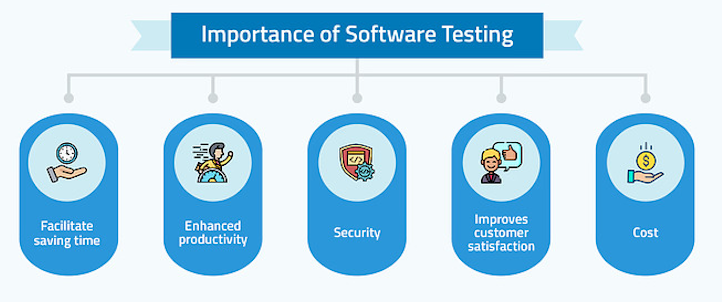 Importance of Software Testing
Facilitate
saving time
Enhanced
productivity
Security
Improves
customer
satisfaction
Cost
$